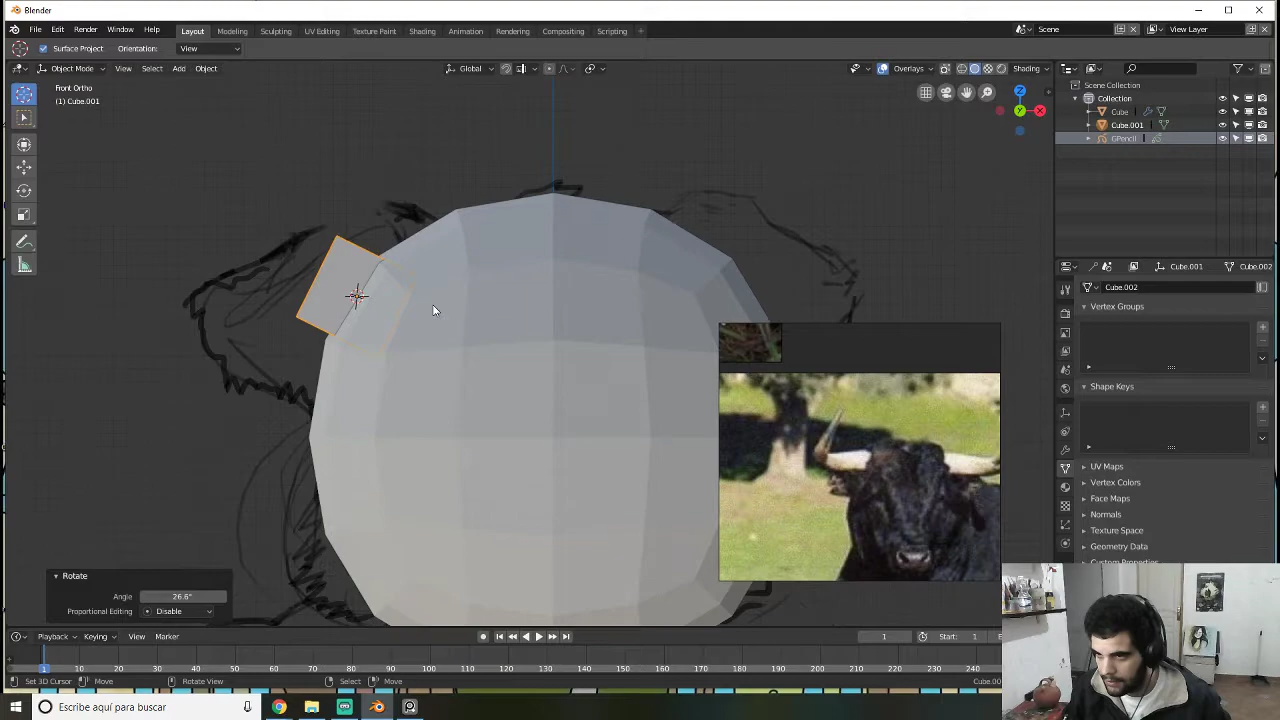 Blender
File Edit Render Window Help Layout Modeling Sculpting UV Editing Texture Paint Shading Animation Rendering Compositing Scripting Scene View Layer
Surface Project Orientation: View
Object Mode View Select Add Object Global Overlays Shading
Front Ortho
(1) Cube.001
Z
X
Y
Scene Collection
Collection
Cube
Cube.001
GPencil
Cube.001 Cube.002
Cube.002
Vertex Groups
Shape Keys
UV Maps
Vertex Colors
Face Maps
Normals
Texture Space
Remesh
Geometry Data
Custom Properties
Rotate
Angle 26.6°
Proportional Editing Disable
Playback Keying View Marker 1 Start: 1
1 10 20 30 40 50 60 70 80 90 100 110 120 130 140 150 160 170 180 190 200 210 220 230 240
Set 3D Cursor Move Rotate View Select Move Cube.00
Escribe aquí para buscar